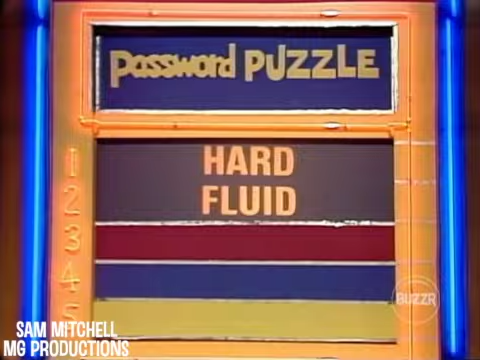 password PUZZLE
1 HARD
2 FLUID
3
4
5
BUZZR
SAM MITCHELL
MG PRODUCTIONS